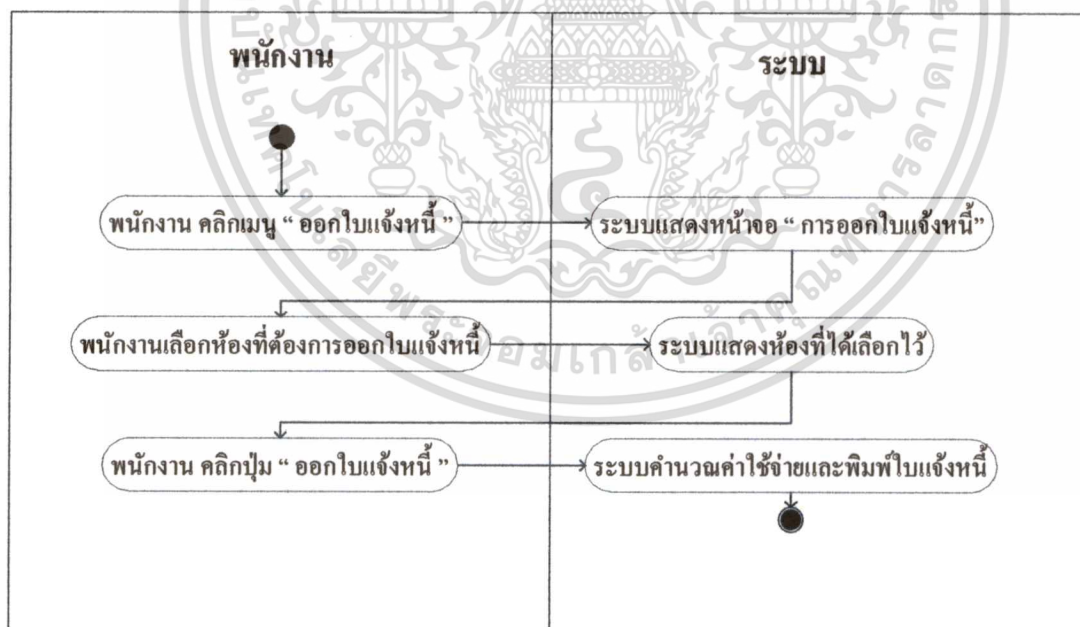 พนักงาน
ระบบ
พนักงาน คลิกเมนู “ ออกใบแจ้งหนี้ ”
ระบบแสดงหน้าจอ “ การออกใบแจ้งหนี้”
พนักงานเลือกห้องที่ต้องการออกใบแจ้งหนี้
ระบบแสดงห้องที่ได้เลือกไว้
พนักงาน คลิกปุ่ม “ ออกใบแจ้งหนี้ ”
ระบบคำนวณค่าใช้จ่ายและพิมพ์ใบแจ้งหนี้